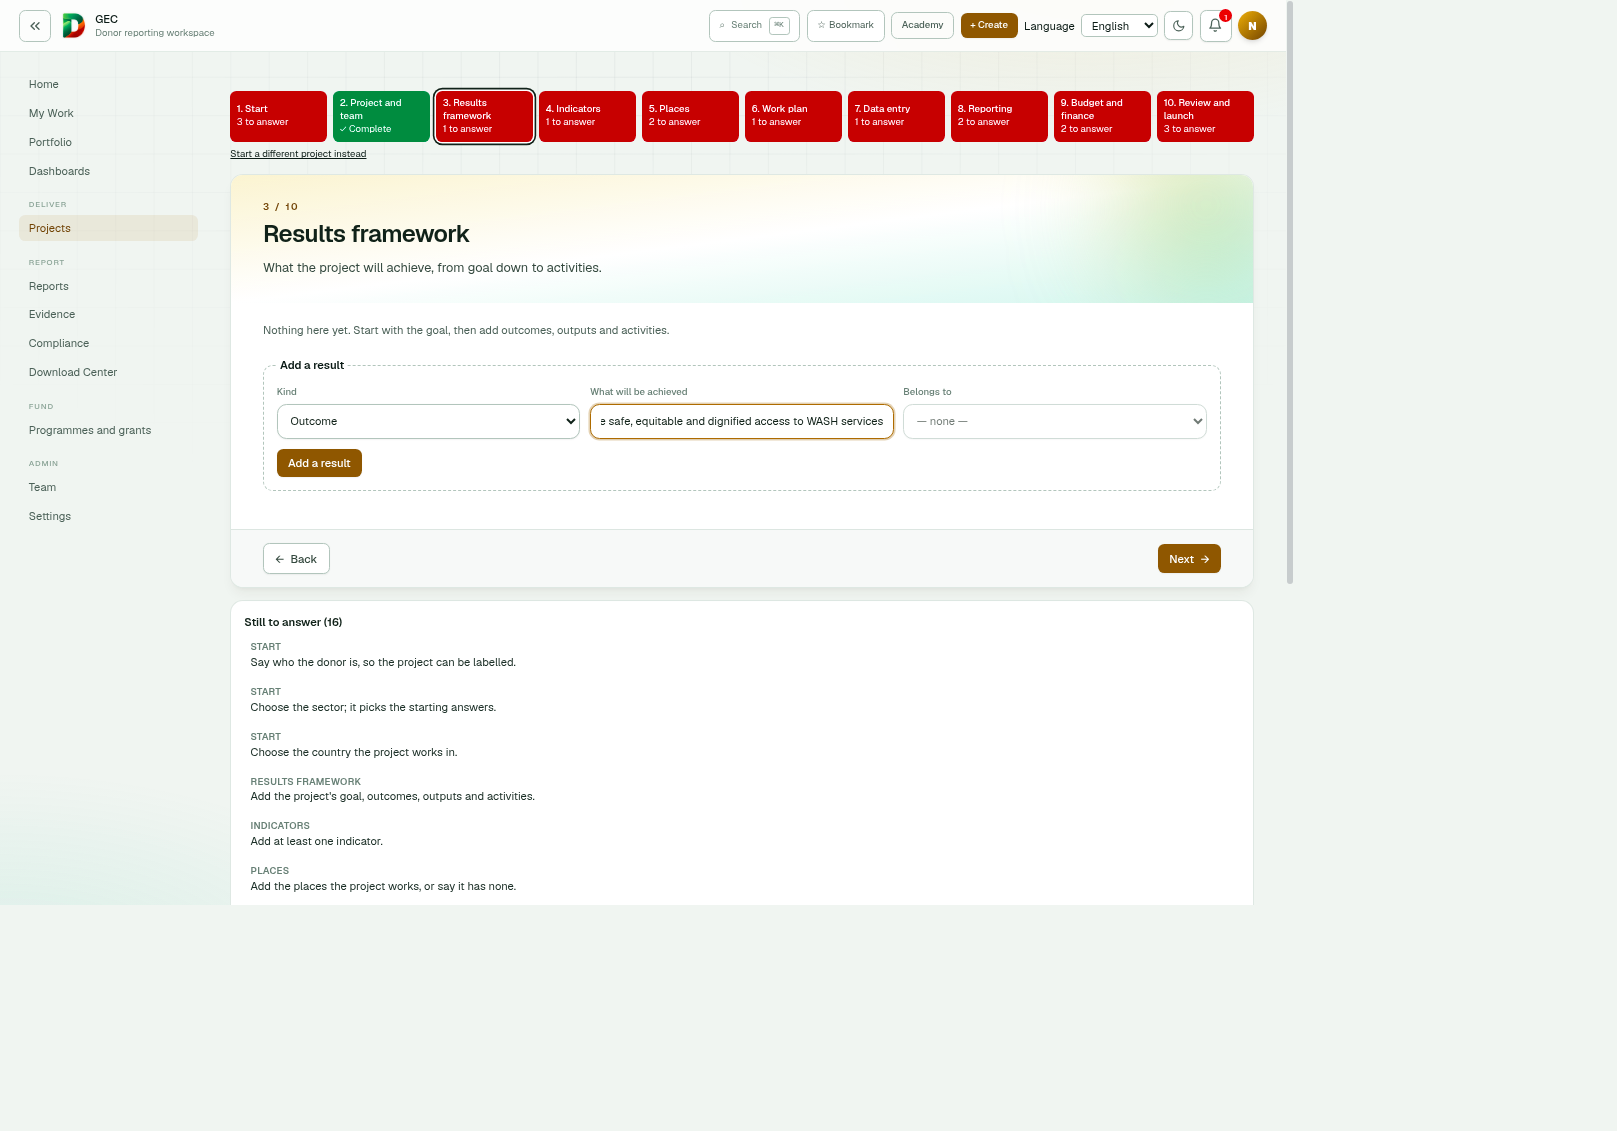 GEC
Donor reporting workspace
Search ⌘K
☆ Bookmark
Academy
+ Create
Language
English
1
N
Home
My Work
Portfolio
Dashboards
DELIVER
Projects
REPORT
Reports
Evidence
Compliance
Download Center
FUND
Programmes and grants
ADMIN
Team
Settings
1. Start
3 to answer
2. Project and
team
✓ Complete
3. Results
framework
1 to answer
4. Indicators
1 to answer
5. Places
2 to answer
6. Work plan
1 to answer
7. Data entry
1 to answer
8. Reporting
2 to answer
9. Budget and
finance
2 to answer
10. Review and
launch
3 to answer
Start a different project instead
3 / 10
Results framework
What the project will achieve, from goal down to activities.
Nothing here yet. Start with the goal, then add outcomes, outputs and activities.
Add a result
Kind
Outcome
What will be achieved
e safe, equitable and dignified access to WASH services
Belongs to
— none —
Add a result
← Back
Next →
Still to answer (16)
START
Say who the donor is, so the project can be labelled.
START
Choose the sector; it picks the starting answers.
START
Choose the country the project works in.
RESULTS FRAMEWORK
Add the project's goal, outcomes, outputs and activities.
INDICATORS
Add at least one indicator.
PLACES
Add the places the project works, or say it has none.